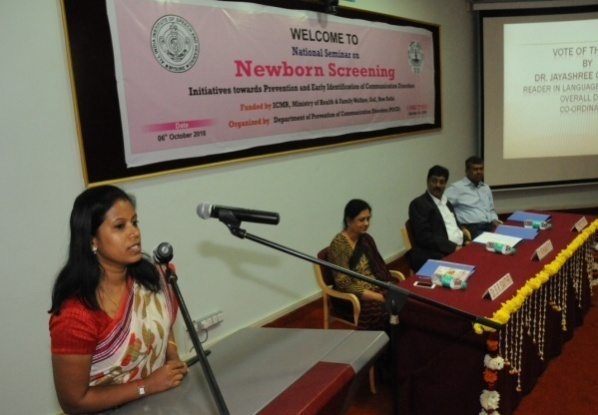 WELCOME TO
National Seminar on
Newborn Screening
Initiatives towards Prevention and Early Identification of Communication Disorders
Funded by ICMR, Ministry of Health & Family Welfare, GoI, New Delhi
Organized by Department of Prevention of Communication Disorders (POCD)
Date
06th October 2018
VOTE OF TH
BY
DR. JAYASHREE
READER IN LANGUAGE
OVERALL
CO-ORDINA